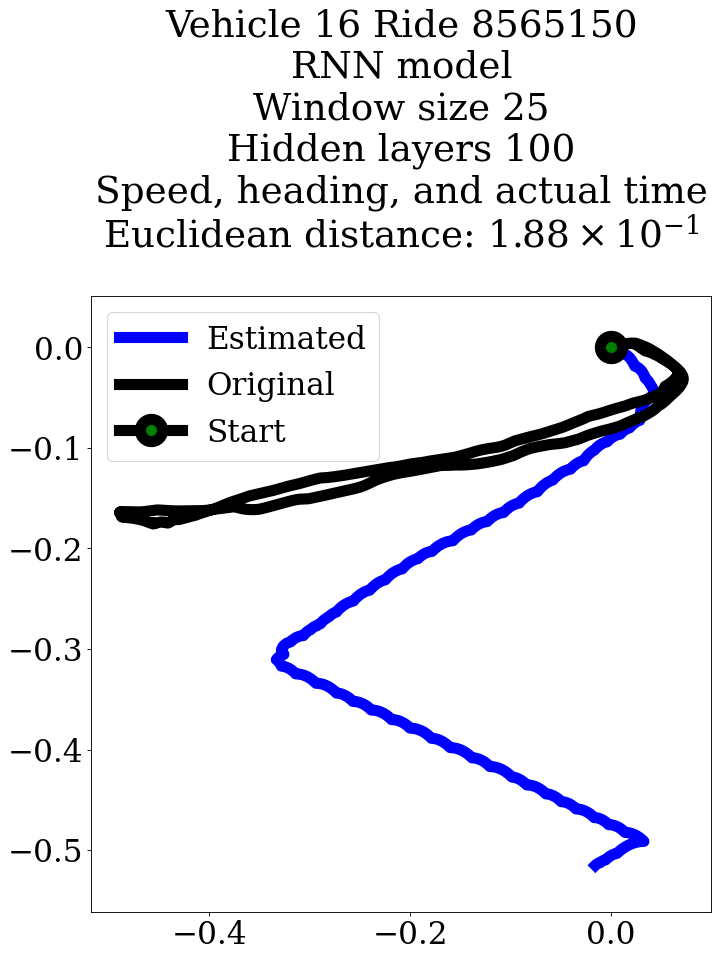 Vehicle 16 Ride 8565150
RNN model
Window size 25
Hidden layers 100
Speed, heading, and actual time
Euclidean distance: 1.88 × 10⁻¹
Estimated
Original
Start
0.0
−0.1
−0.2
−0.3
−0.4
−0.5
−0.4 −0.2 0.0